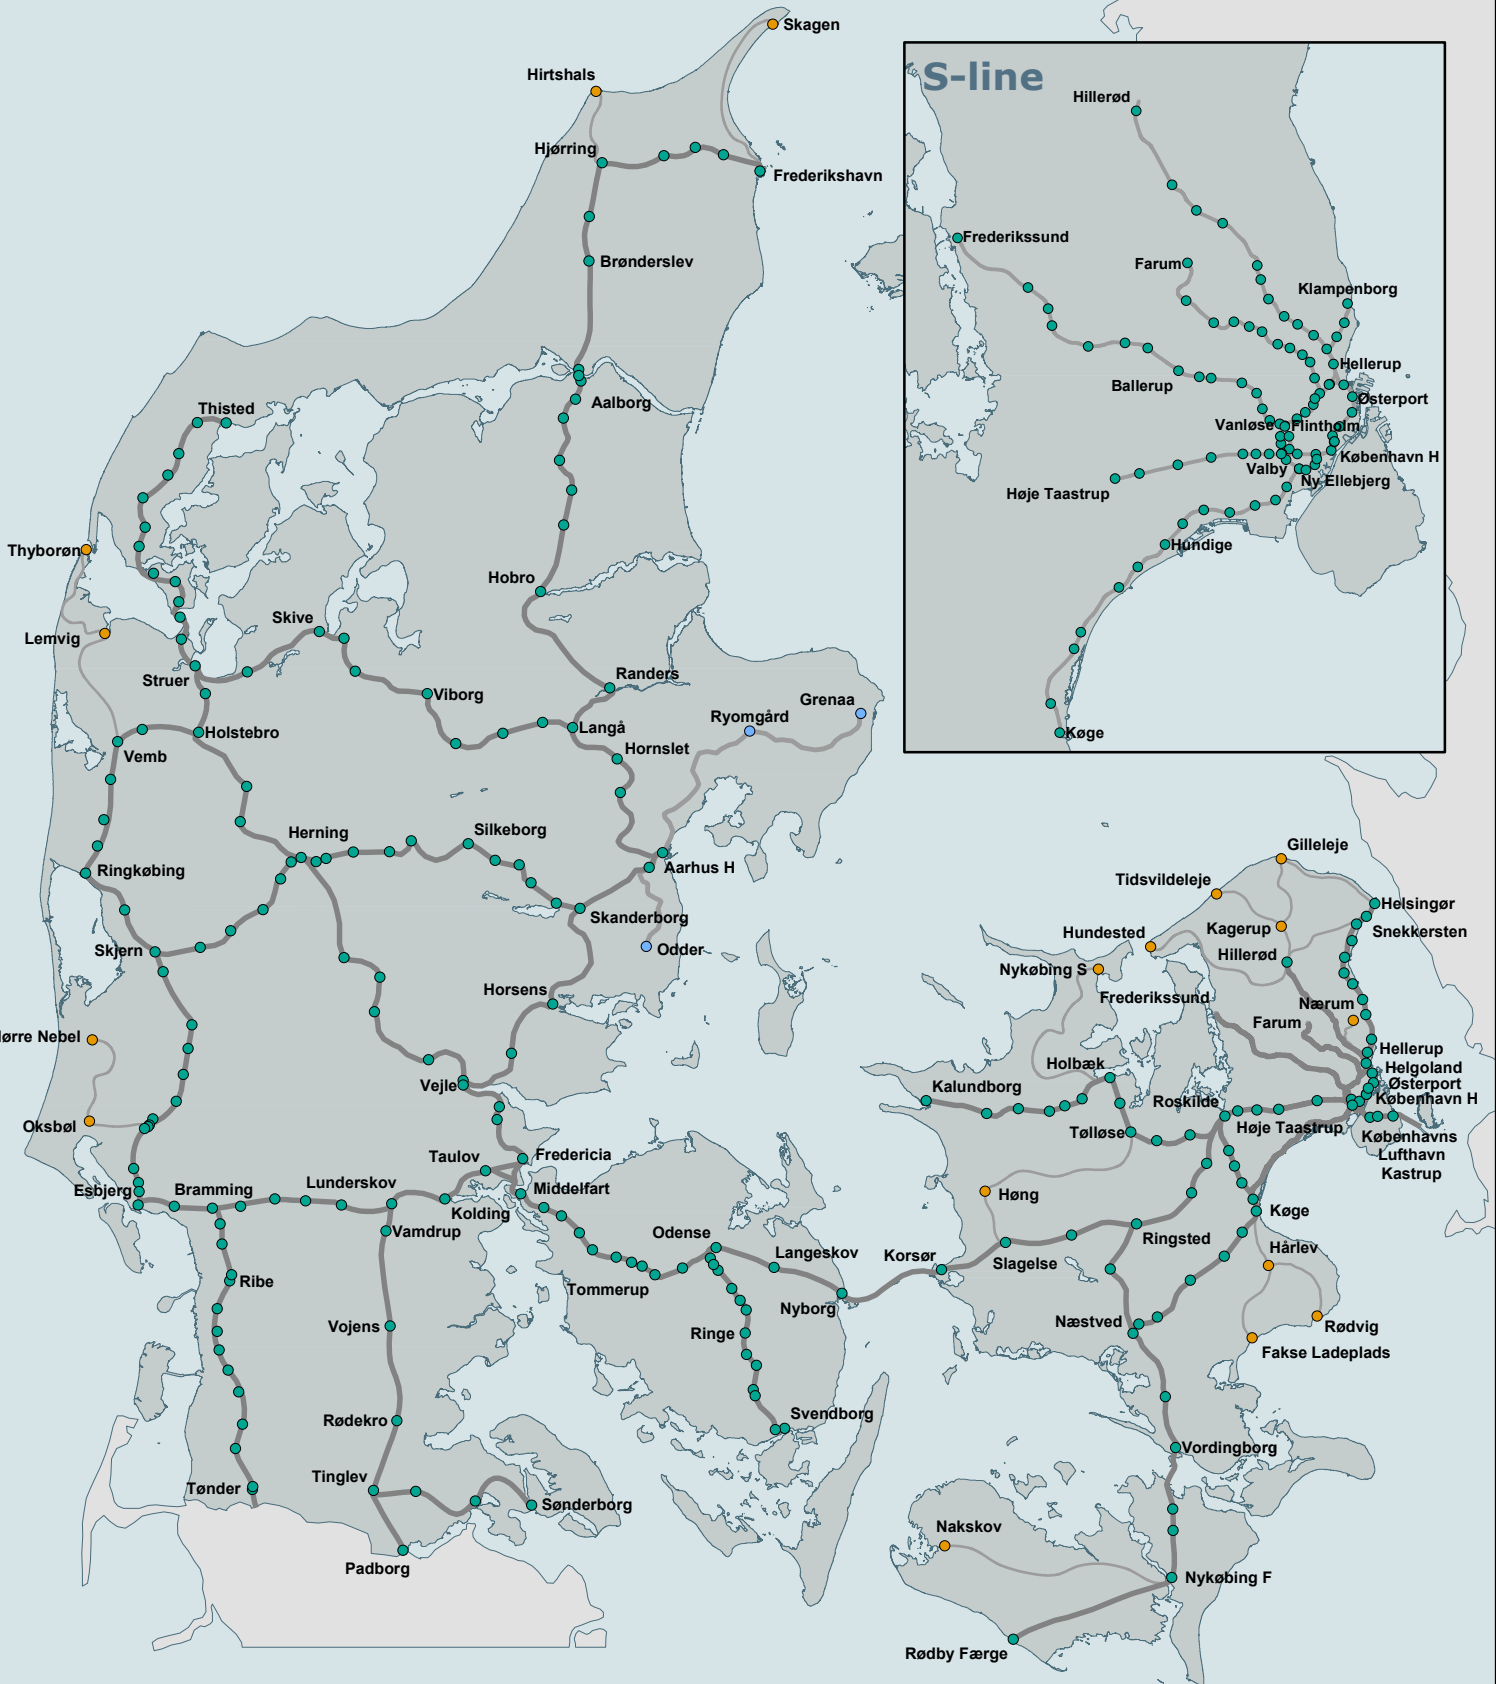 Skagen
Hirtshals
Hjørring
Frederikshavn
Brønderslev
Aalborg
Thisted
Thyborøn
Hobro
Lemvig
Skive
Struer
Randers
Viborg
Grenaa
Ryomgård
Holstebro
Langå
Vemb
Hornslet
Herning
Silkeborg
Ringkøbing
Aarhus H
Skanderborg
Skjern
Odder
Horsens
ørre Nebel
Vejle
Oksbøl
Taulov
Fredericia
Esbjerg
Bramming
Lunderskov
Middelfart
Kolding
Vamdrup
Odense
Langeskov
Korsør
Ribe
Tommerup
Nyborg
Vojens
Ringe
Rødekro
Svendborg
Tinglev
Tønder
Sønderborg
Padborg
S-line
Hillerød
Frederikssund
Farum
Klampenborg
Hellerup
Ballerup
Østerport
Vanløse
Flintholm
København H
Valby
Ny Ellebjerg
Høje Taastrup
Hundige
Køge
Gilleleje
Tidsvildeleje
Helsingør
Kagerup
Snekkersten
Hundested
Hillerød
Nykøbing S
Frederikssund
Nærum
Farum
Hellerup
Holbæk
Helgoland
Østerport
Kalundborg
København H
Roskilde
Høje Taastrup
Tølløse
Københavns
Lufthavn
Kastrup
Høng
Køge
Ringsted
Hårlev
Slagelse
Næstved
Rødvig
Fakse Ladeplads
Vordingborg
Nakskov
Nykøbing F
Rødby Færge